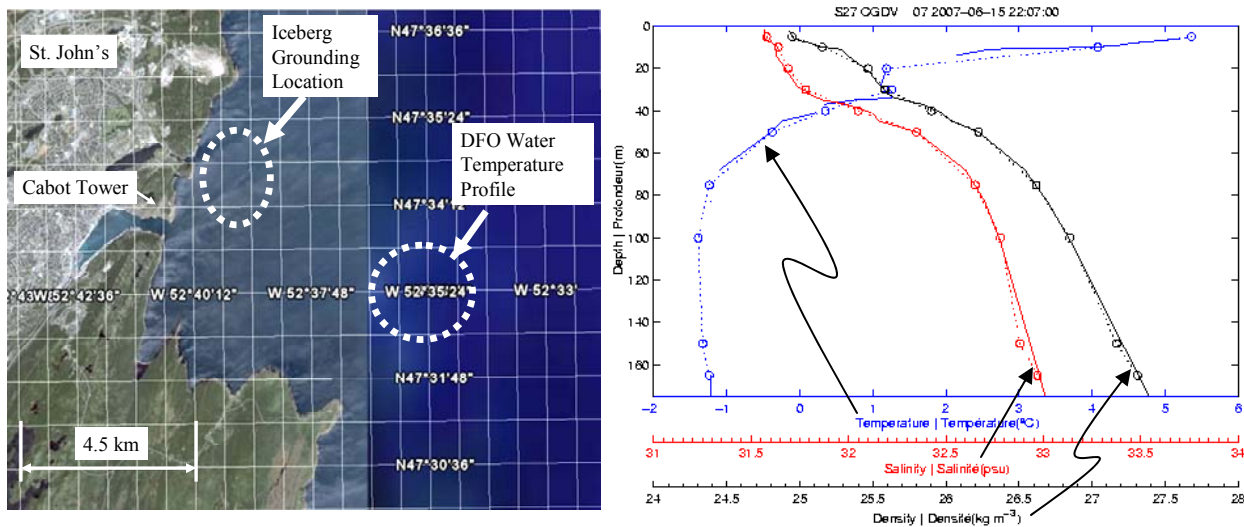 St. John's
Iceberg
Grounding
Location
N47°36'36"
N47°35'24"
DFO Water
Temperature
Profile
Cabot Tower
N47°34'12"
W 52°42'36"
W 52°40'12"
W 52°37'48"
W 52°35'24"
W 52°33'
N47°31'48"
4.5 km
N47°30'36"
S27 CGDV 07 2007-06-15 22:07:00
Depth | Profondeur(m)
0
20
40
60
80
100
120
140
160
-2 -1 0 1 2 3 4 5 6
Temperature | Température(°C)
31 31.5 32 32.5 33 33.5 34
Salinity | Salinité(psu)
24 24.5 25 25.5 26 26.5 27 27.5 28
Density | Densité(kg m⁻³)